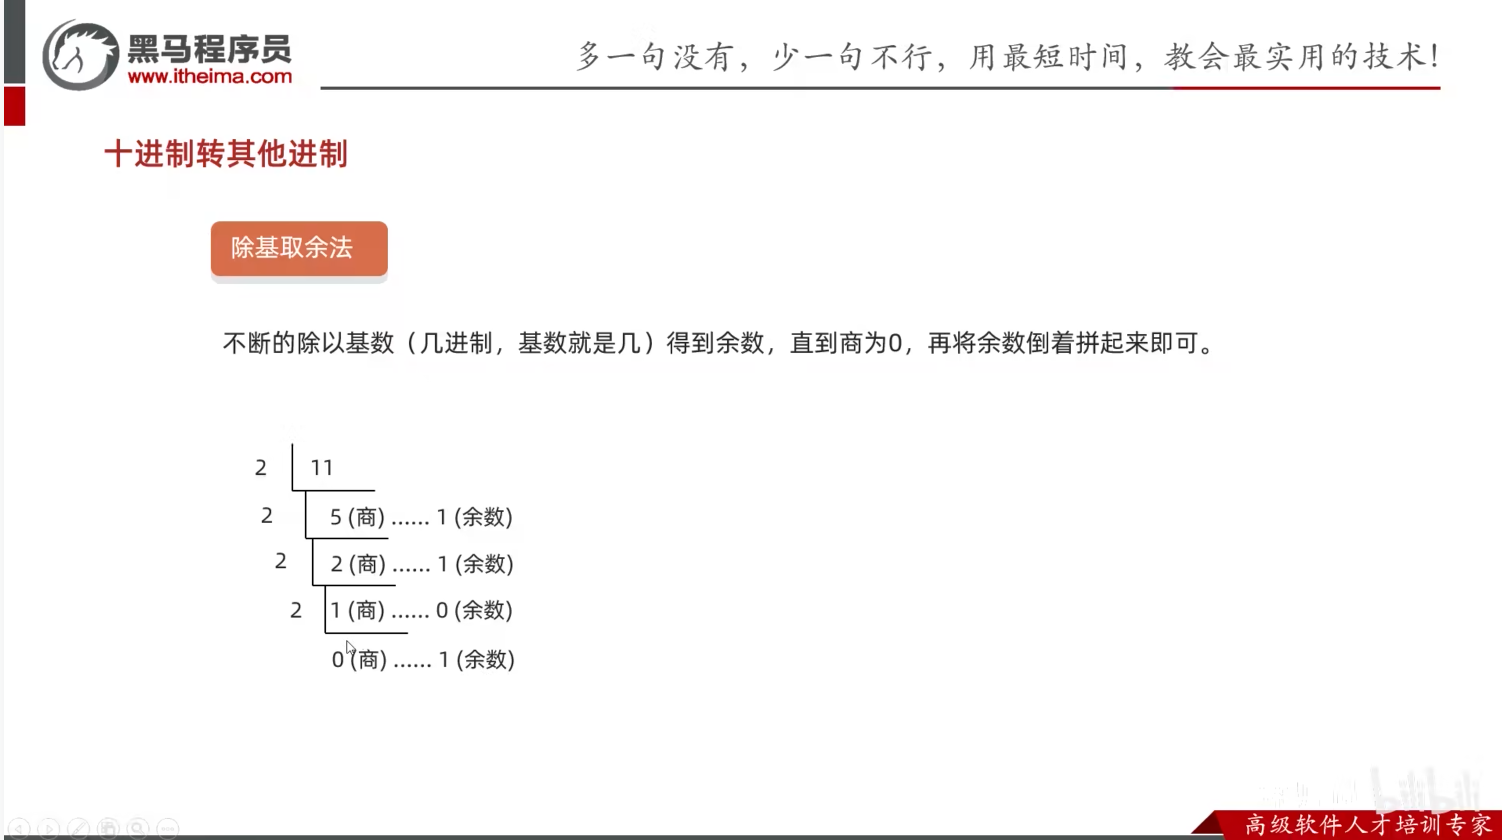 黑马程序员
www.itheima.com
多一句没有，少一句不行，用最短时间，教会最实用的技术！
十进制转其他进制
除基取余法
不断的除以基数（几进制，基数就是几）得到余数，直到商为0，再将余数倒着拼起来即可。
2 11
2 5 (商) ...... 1 (余数)
2 2 (商) ...... 1 (余数)
2 1 (商) ...... 0 (余数)
0 (商) ...... 1 (余数)
bilibili
高级软件人才培训专家